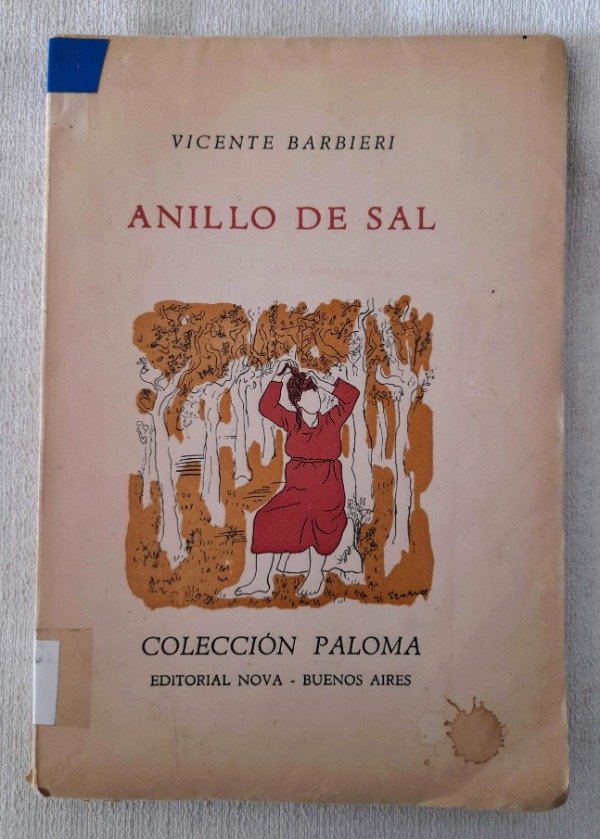 VICENTE BARBIERI
ANILLO DE SAL
COLECCIÓN PALOMA
EDITORIAL NOVA - BUENOS AIRES